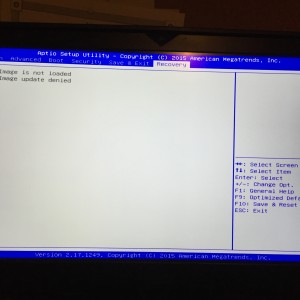 Aptio Setup Utility - Copyright (C) 2015 American Megatrends, Inc.
Advanced Boot Security Save & Exit Recovery
Image is not loaded
Image update denied
↔: Select Screen
↑↓: Select Item
Enter: Select
+/-: Change Opt.
F1: General Help
F9: Optimized Def
F10: Save & Reset
ESC: Exit
Version 2.17.1249. Copyright (C) 2015 American Megatrends, Inc.